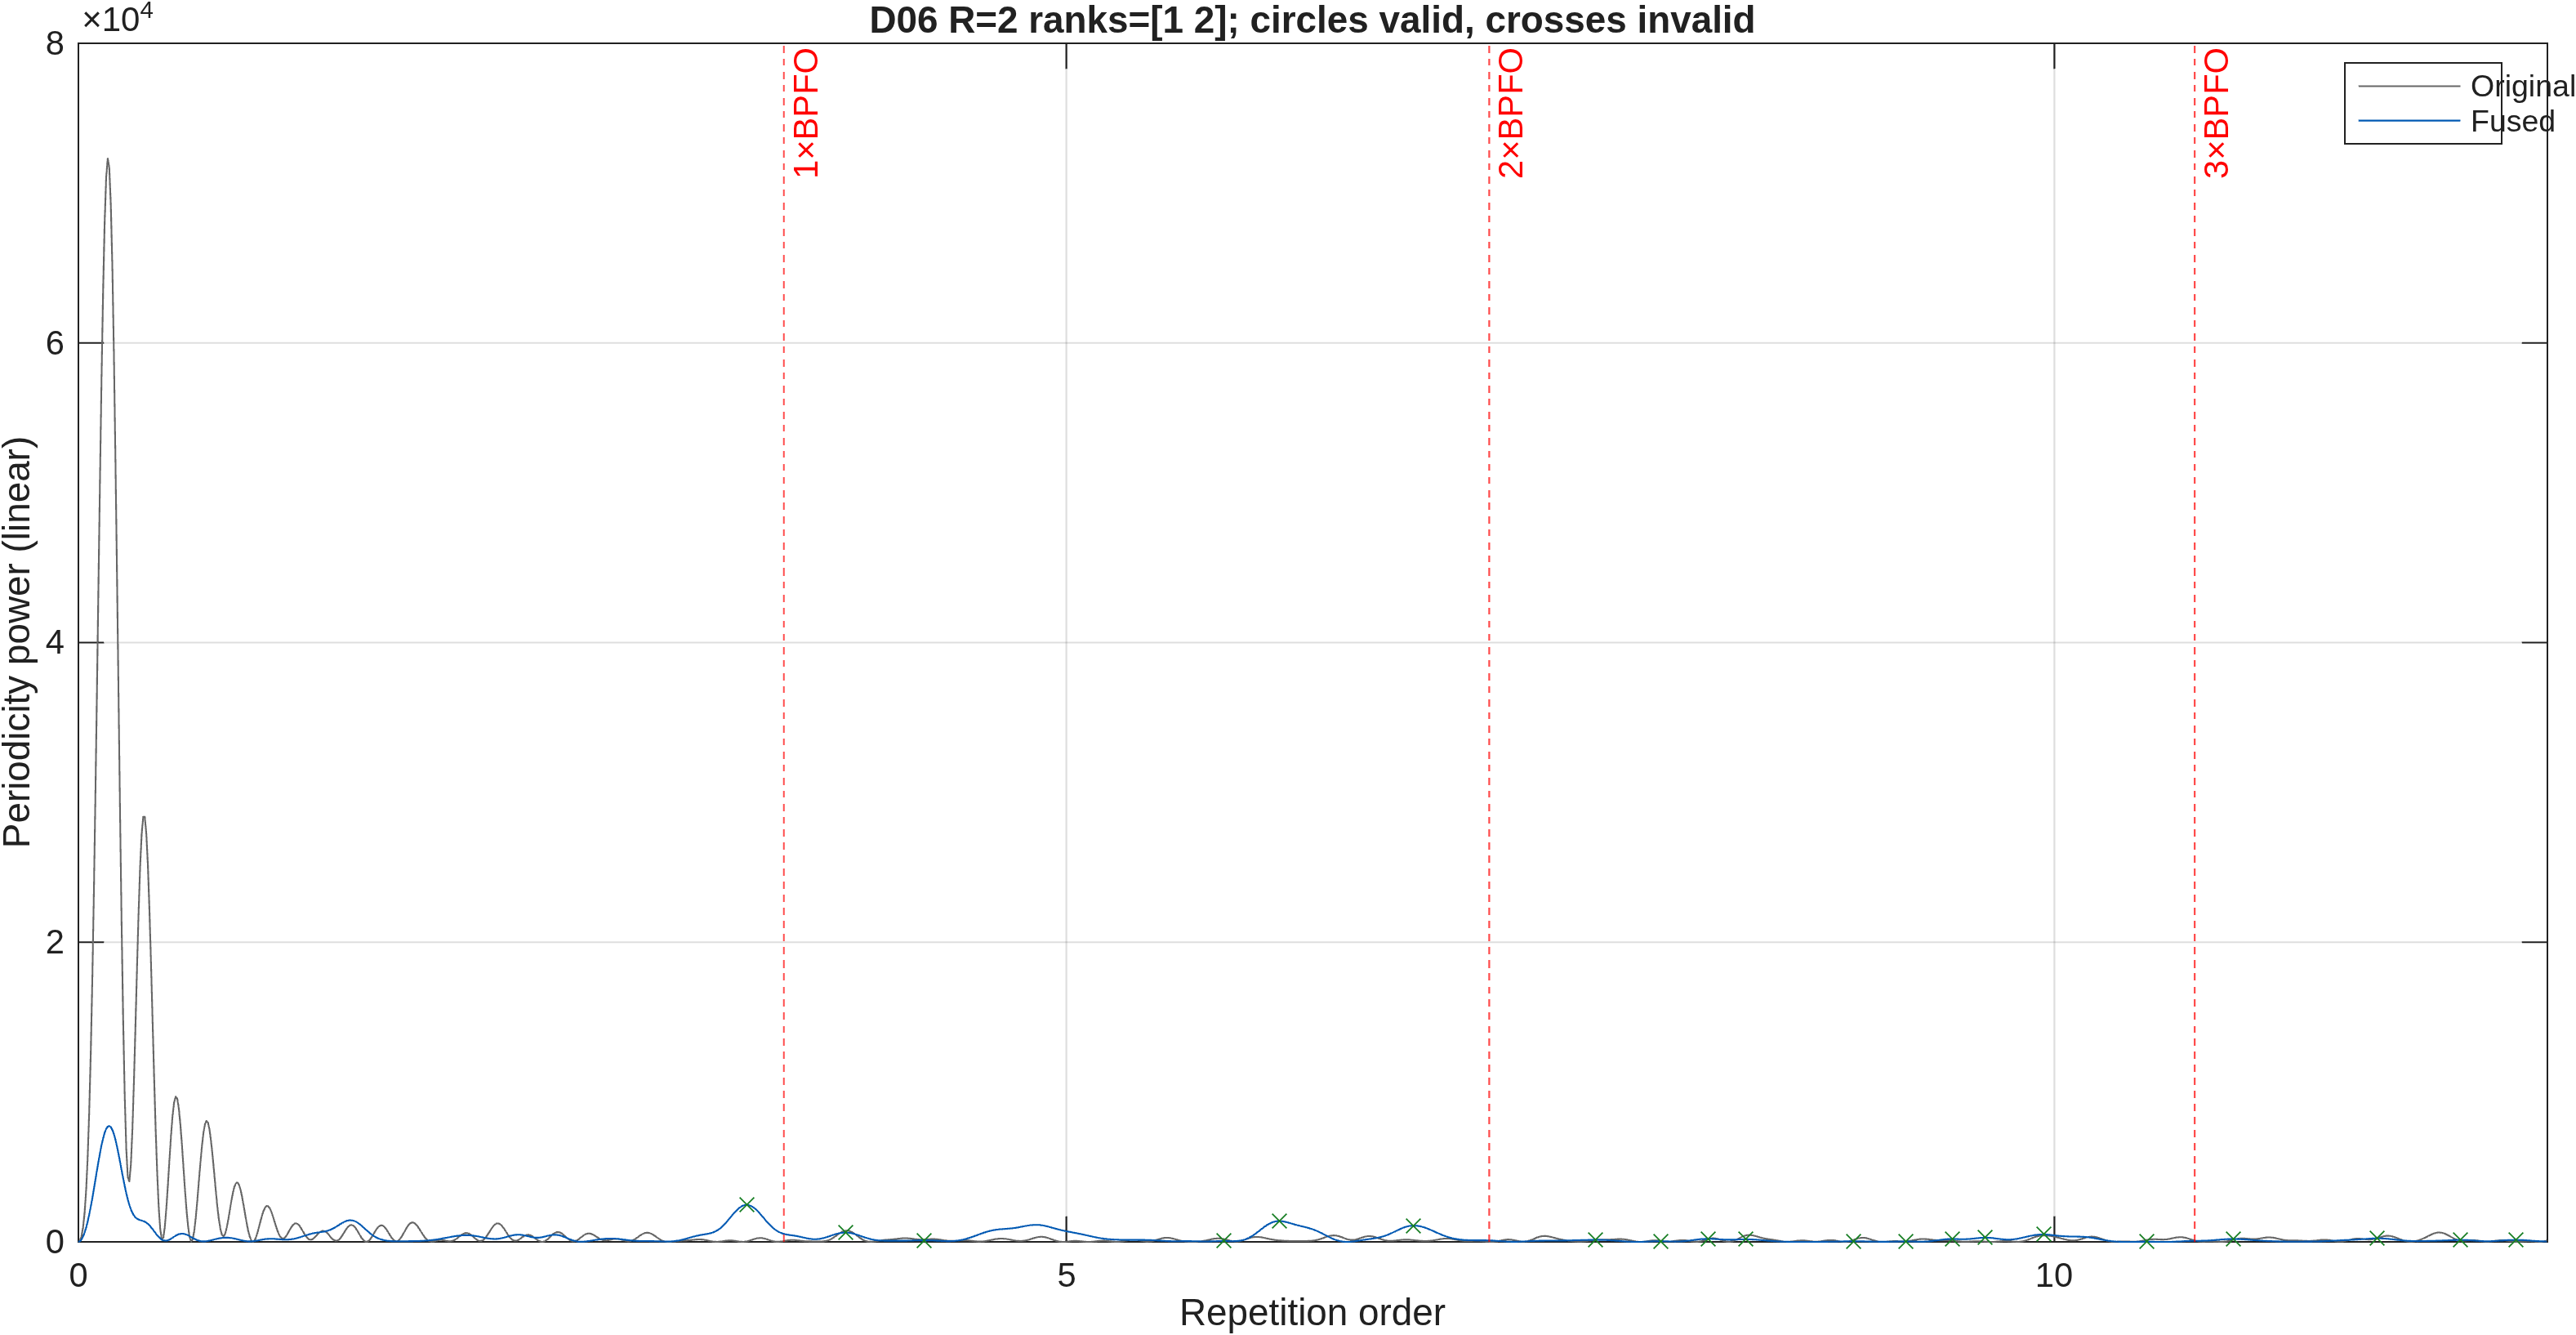 D06 R=2 ranks=[1 2]; circles valid, crosses invalid
×10⁴
8
6
4
2
0
0
5
10
Periodicity power (linear)
Repetition order
1×BPFO
2×BPFO
3×BPFO
Original
Fused